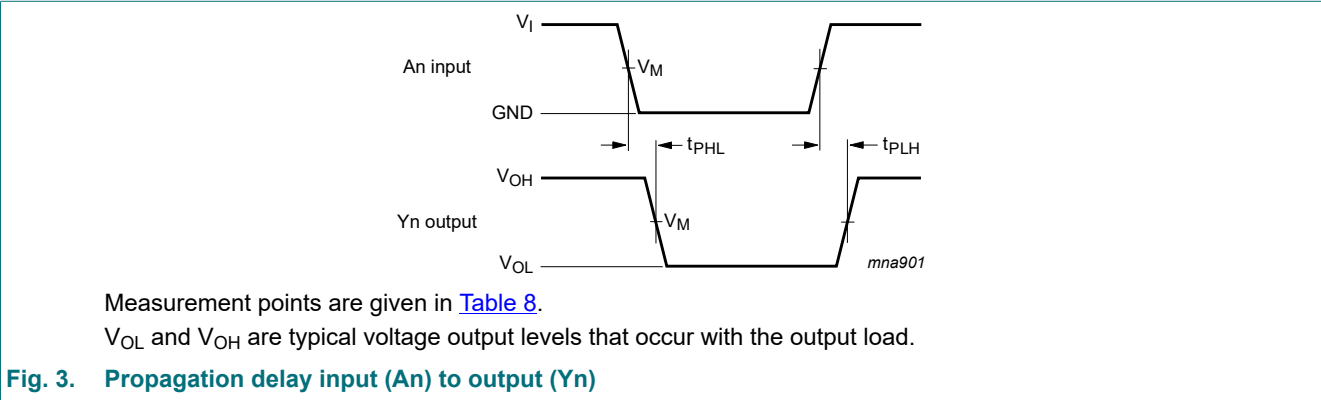 VI
An input
VM
GND
tPHL
tPLH
VOH
Yn output
VM
VOL
mna901
Measurement points are given in Table 8.
VOL and VOH are typical voltage output levels that occur with the output load.
Fig. 3. Propagation delay input (An) to output (Yn)